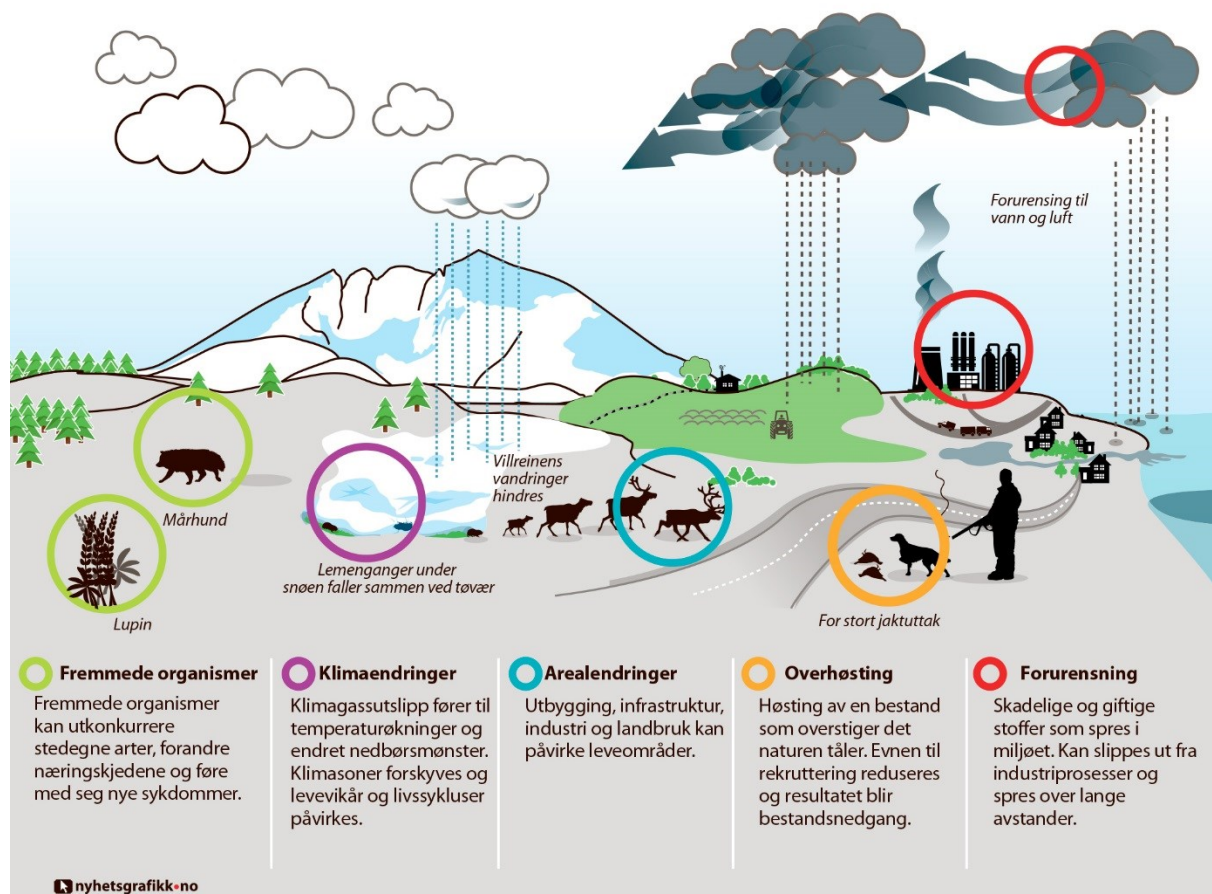 Forurensing til
vann og luft
Villreinens
vandringer
hindres
Mårhund
Lemenganger under
snøen faller sammen ved tøvær
Lupin
For stort jaktuttak
Fremmede organismer
Fremmede organismer
kan utkonkurrere
stedegne arter, forandre
næringskjedene og føre
med seg nye sykdommer.
Klimaendringer
Klimagassutslipp fører til
temperaturøkninger og
endret nedbørsmønster.
Klimasoner forskyves og
levevikår og livssykluser
påvirkes.
Arealendringer
Utbygging, infrastruktur,
industri og landbruk kan
påvirke leveområder.
Overhøsting
Høsting av en bestand
som overstiger det
naturen tåler. Evnen til
rekruttering reduseres
og resultatet blir
bestandsnedgang.
Forurensning
Skadelige og giftige
stoffer som spres i
miljøet. Kan slippes ut fra
industriprosesser og
spres over lange
avstander.
nyhetsgrafikk•no